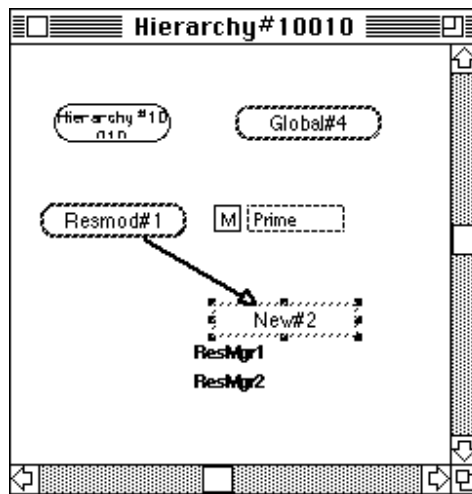 Hierarchy#10010
Hierarchy#10
010
Global#4
Resmod#1
M Prime
New#2
ResMgr1
ResMgr2